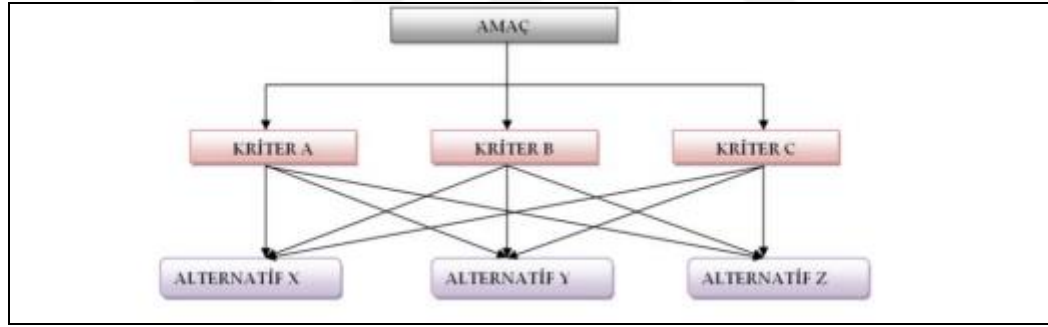 AMAÇ
KRİTER A KRİTER B KRİTER C
ALTERNATİF X ALTERNATİF Y ALTERNATİF Z